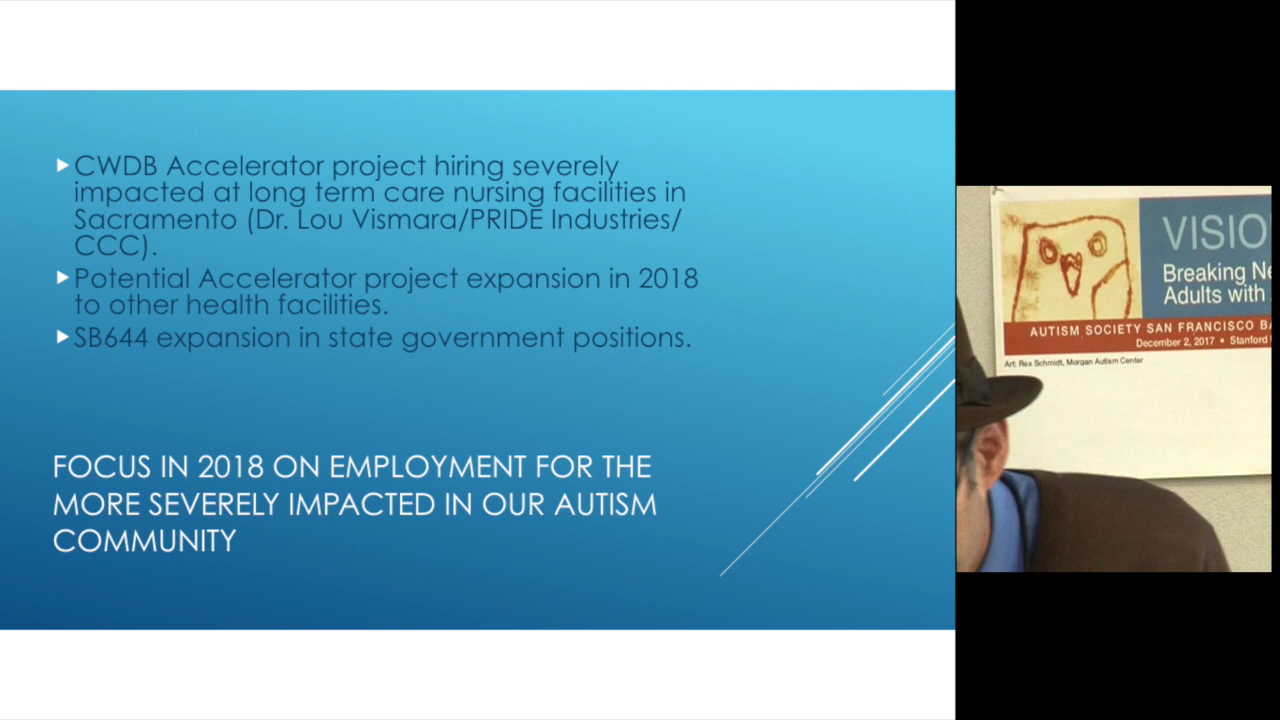 CWDB Accelerator project hiring severely
impacted at long term care nursing facilities in
Sacramento (Dr. Lou Vismara/PRIDE Industries/
CCC).
Potential Accelerator project expansion in 2018
to other health facilities.
SB644 expansion in state government positions.
FOCUS IN 2018 ON EMPLOYMENT FOR THE
MORE SEVERELY IMPACTED IN OUR AUTISM
COMMUNITY
VISIO
Breaking Ne
Adults with
AUTISM SOCIETY SAN FRANCISCO BA
December 2, 2017 • Stanford
Art: Rex Schmidt, Morgan Autism Center